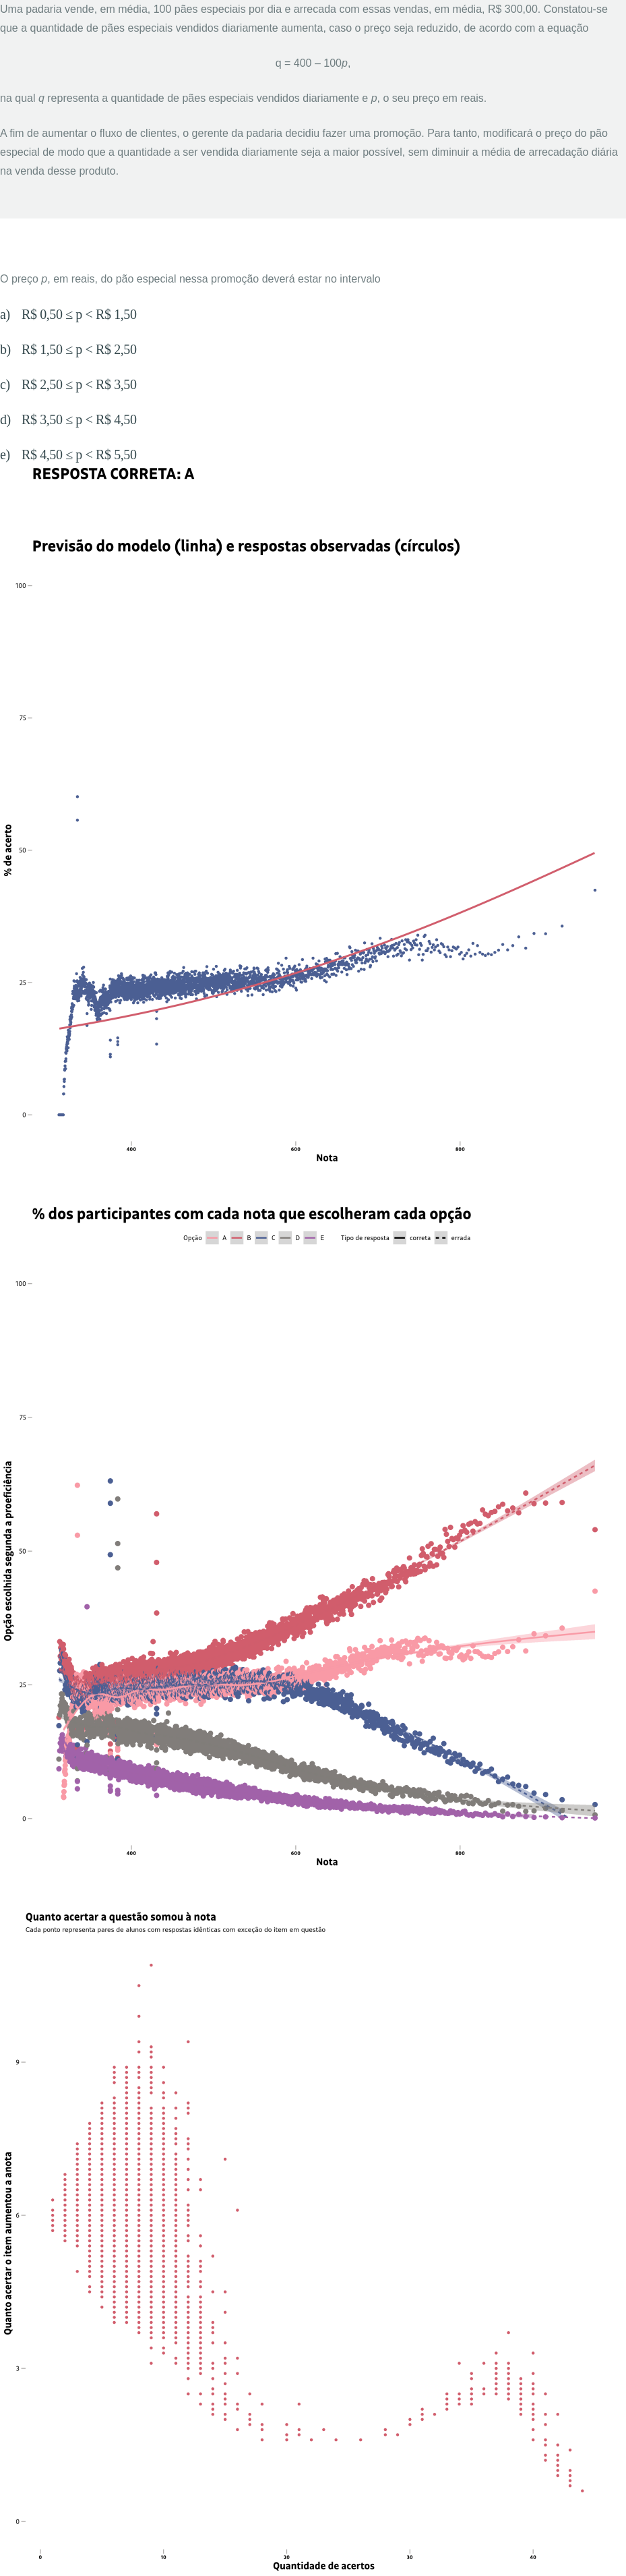 Uma padaria vende, em média, 100 pães especiais por dia e arrecada com essas vendas, em média, R$ 300,00. Constatou-se
que a quantidade de pães especiais vendidos diariamente aumenta, caso o preço seja reduzido, de acordo com a equação
q = 400 – 100p,
na qual q representa a quantidade de pães especiais vendidos diariamente e p, o seu preço em reais.
A fim de aumentar o fluxo de clientes, o gerente da padaria decidiu fazer uma promoção. Para tanto, modificará o preço do pão
especial de modo que a quantidade a ser vendida diariamente seja a maior possível, sem diminuir a média de arrecadação diária
na venda desse produto.
O preço p, em reais, do pão especial nessa promoção deverá estar no intervalo
a) R$ 0,50 ≤ p < R$ 1,50
b) R$ 1,50 ≤ p < R$ 2,50
c) R$ 2,50 ≤ p < R$ 3,50
d) R$ 3,50 ≤ p < R$ 4,50
e) R$ 4,50 ≤ p < R$ 5,50
RESPOSTA CORRETA: A
Previsão do modelo (linha) e respostas observadas (círculos)
100
75
% de acerto
50
25
0
400 600 800
Nota
% dos participantes com cada nota que escolheram cada opção
Opção A B C D E Tipo de resposta correta errada
100
75
Opção escolhida segunda a proeficiência
50
25
0
400 600 800
Nota
Quanto acertar a questão somou à nota
Cada ponto representa pares de alunos com respostas idênticas com exceção do item em questão
9
Quanto acertar o item aumentou a anota
6
3
0
0 10 20 30 40
Quantidade de acertos